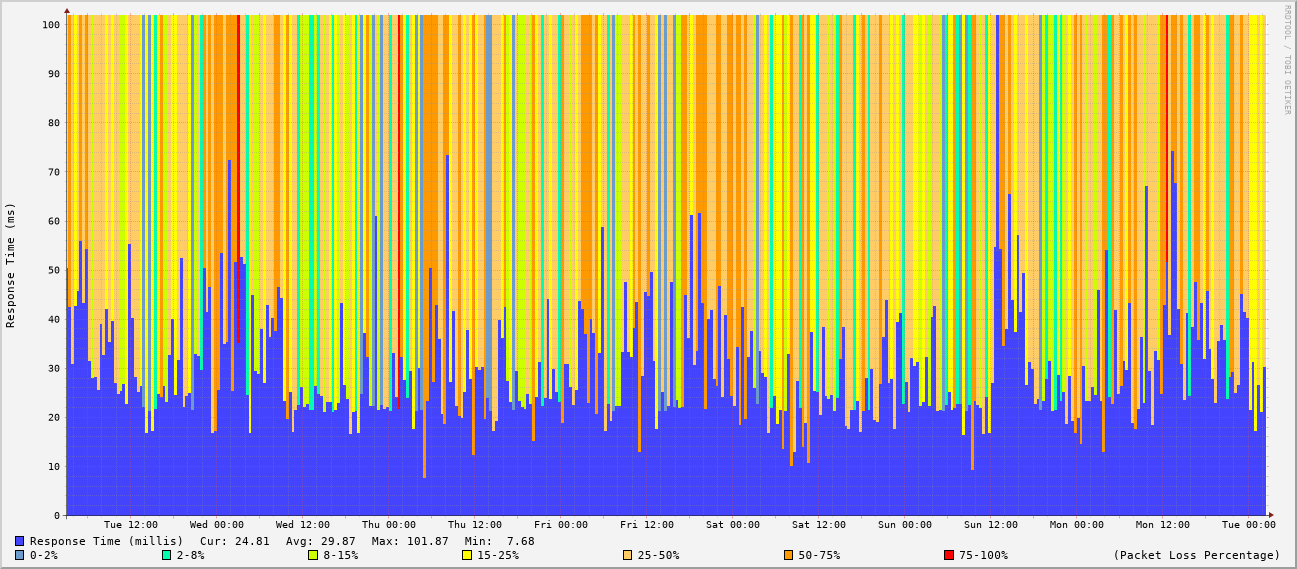 RRDTOOL / TOBI OETIKER
100
90
80
70
60
50
40
30
20
10
0
Response Time (ms)
Tue 12:00 Wed 00:00 Wed 12:00 Thu 00:00 Thu 12:00 Fri 00:00 Fri 12:00 Sat 00:00 Sat 12:00 Sun 00:00 Sun 12:00 Mon 00:00 Mon 12:00 Tue 00:00
Response Time (millis) Cur: 24.81 Avg: 29.87 Max: 101.87 Min: 7.68
0-2% 2-8% 8-15% 15-25% 25-50% 50-75% 75-100% (Packet Loss Percentage)